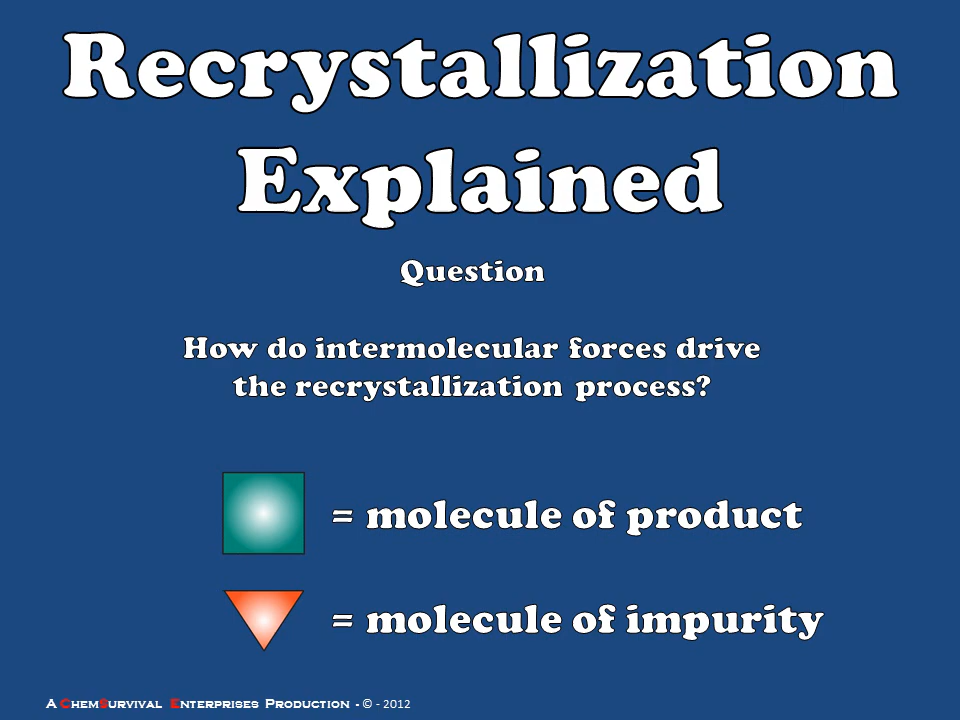 Recrystallization
Explained
Question
How do intermolecular forces drive
the recrystallization process?
= molecule of product
= molecule of impurity
A ChemSurvival Enterprises Production - © - 2012